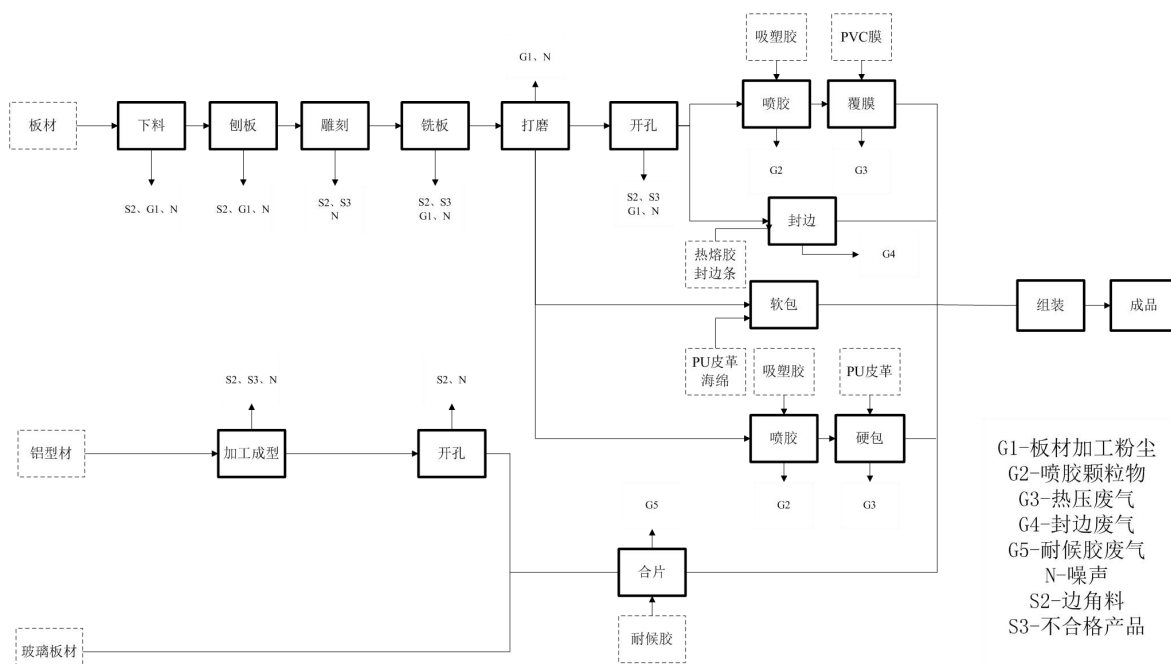 吸塑胶
PVC膜
G1、N
板材
下料
刨板
雕刻
铣板
打磨
开孔
喷胶
覆膜
S2、G1、N
S2、G1、N
S2、S3
N
S2、S3
G1、N
S2、S3
G1、N
G2
G3
封边
热熔胶
封边条
G4
软包
组装
成品
PU皮革
海绵
吸塑胶
PU皮革
S2、S3、N
S2、N
铝型材
加工成型
开孔
喷胶
硬包
G2
G3
G5
合片
耐候胶
玻璃板材
G1-板材加工粉尘
G2-喷胶颗粒物
G3-热压废气
G4-封边废气
G5-耐候胶废气
N-噪声
S2-边角料
S3-不合格产品